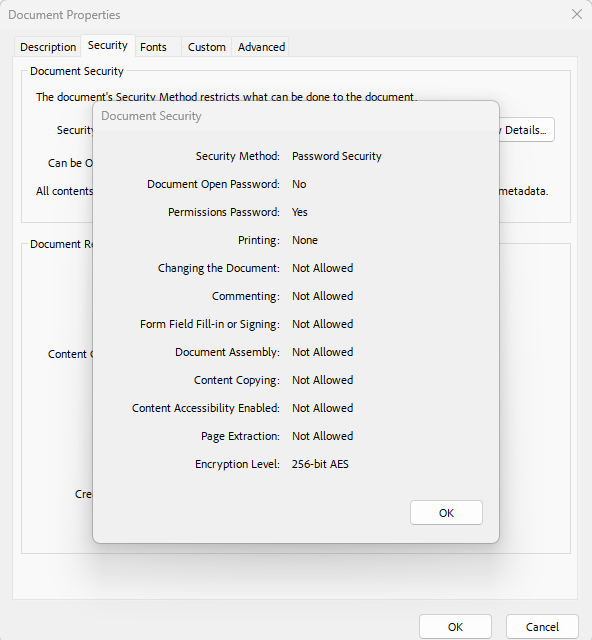 Document Properties
Description Security Fonts Custom Advanced
Document Security
The document's Security Method restricts what can be done to the document.
Document Security
Security Method: Password Security
Document Open Password: No
Permissions Password: Yes
Printing: None
Changing the Document: Not Allowed
Commenting: Not Allowed
Form Field Fill-in or Signing: Not Allowed
Document Assembly: Not Allowed
Content Copying: Not Allowed
Content Accessibility Enabled: Not Allowed
Page Extraction: Not Allowed
Encryption Level: 256-bit AES
OK
Security
Details...
Can be O
All contents
metadata.
Document Re
Content
Cre
OK Cancel